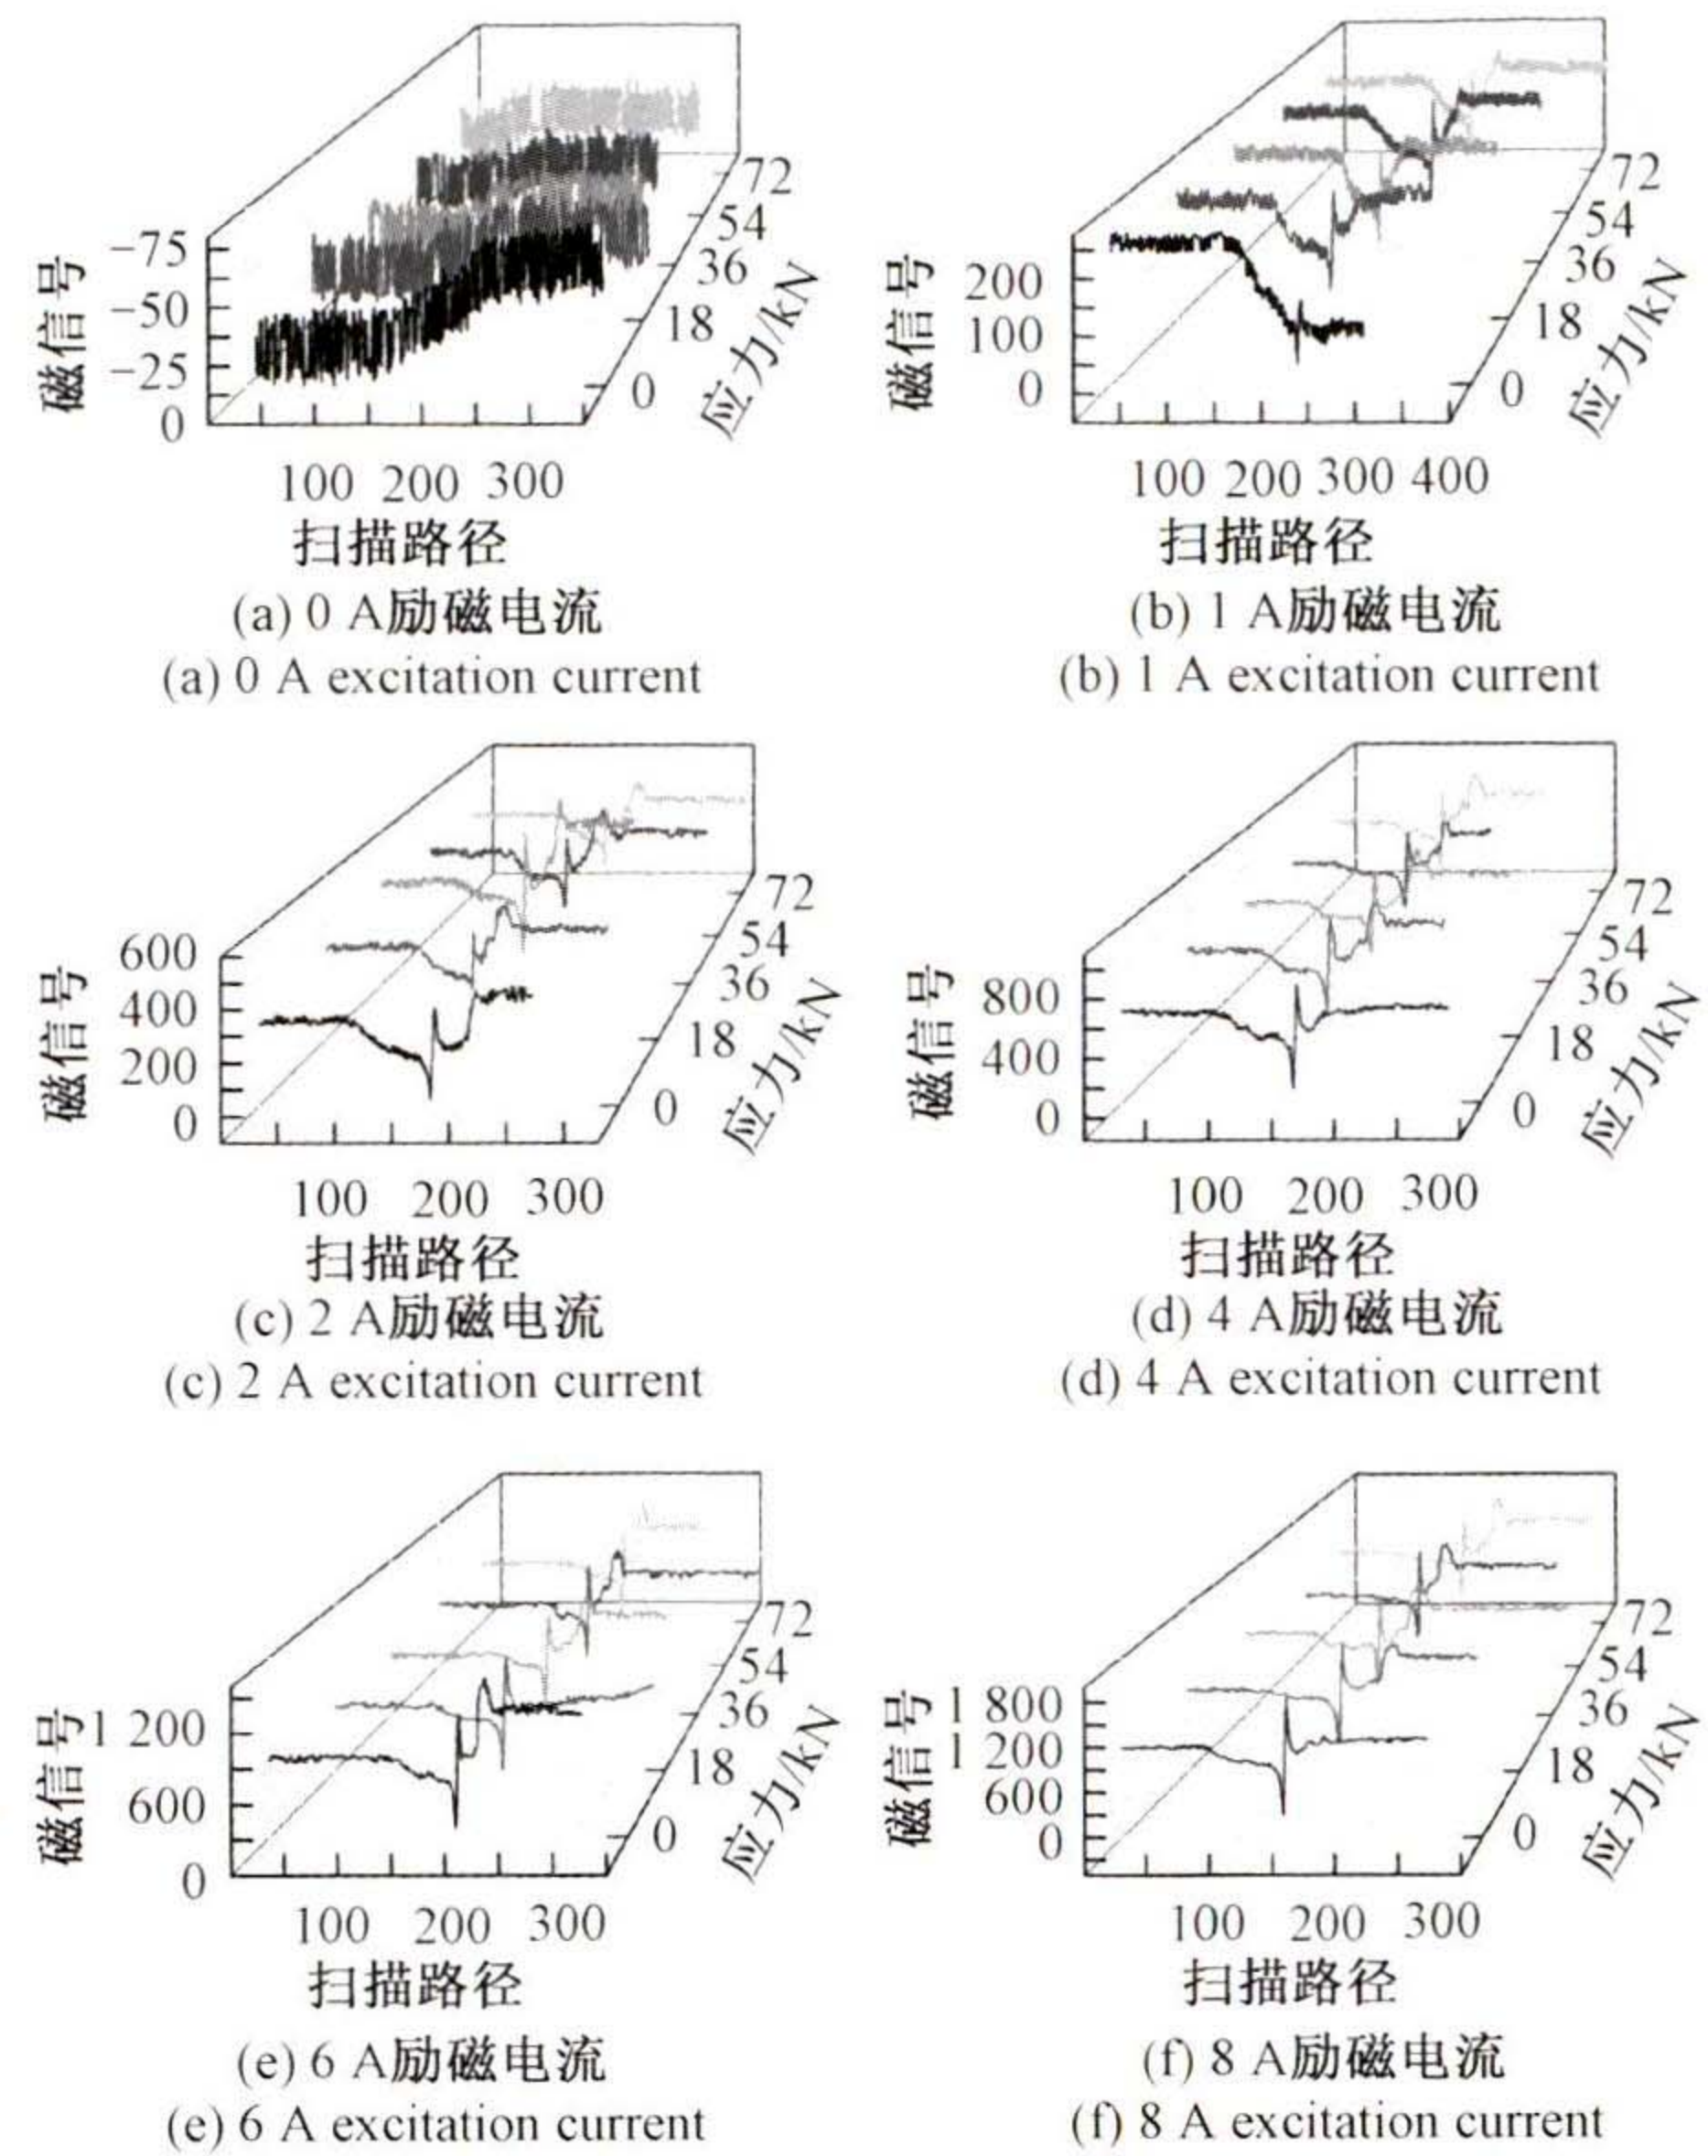 磁信号
−75
−50
−25
0
100 200 300
扫描路径
0
18
36
54
72
应力/kN
(a) 0 A励磁电流
(a) 0 A excitation current
磁信号
200
100
0
100 200 300 400
扫描路径
0
18
36
54
72
应力/kN
(b) 1 A励磁电流
(b) 1 A excitation current
磁信号
600
400
200
0
100 200 300
扫描路径
0
18
36
54
72
应力/kN
(c) 2 A励磁电流
(c) 2 A excitation current
磁信号
800
400
0
100 200 300
扫描路径
0
18
36
54
72
应力/kN
(d) 4 A励磁电流
(d) 4 A excitation current
磁信号
1 200
600
0
100 200 300
扫描路径
0
18
36
54
72
应力/kN
(e) 6 A励磁电流
(e) 6 A excitation current
磁信号
1 800
1 200
600
0
100 200 300
扫描路径
0
18
36
54
72
应力/kN
(f) 8 A励磁电流
(f) 8 A excitation current